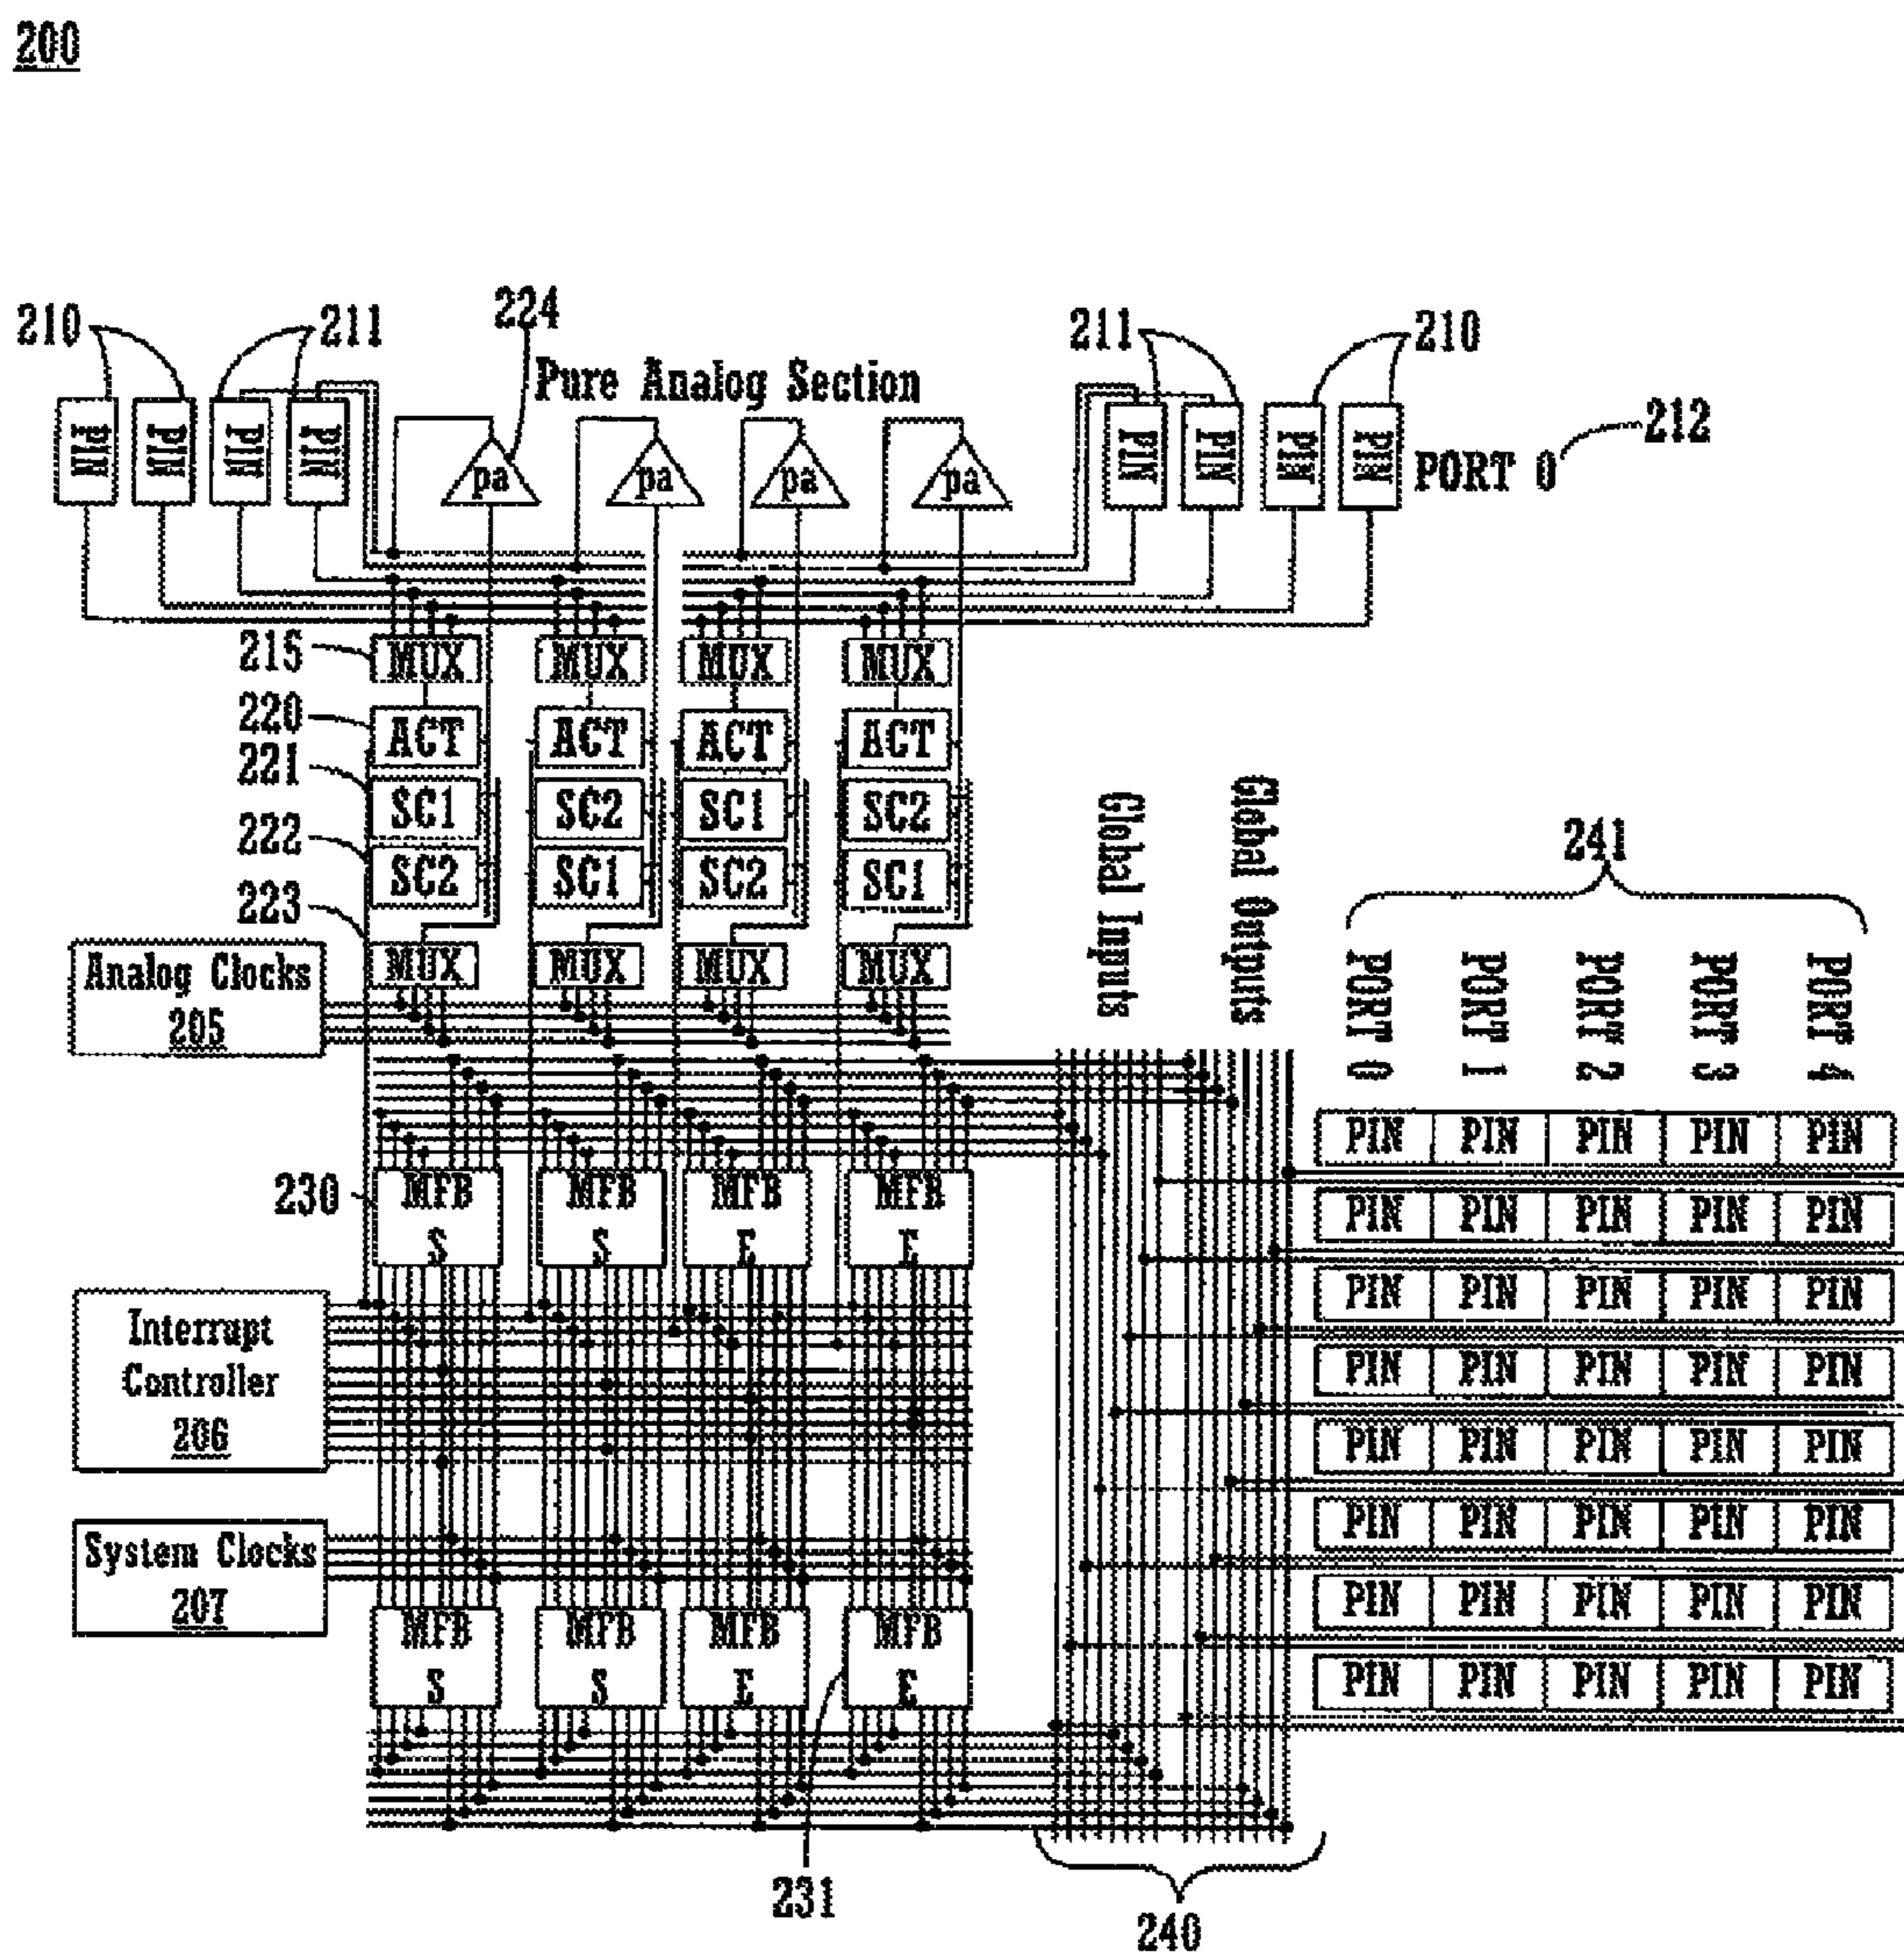 200
210 211 224 211 210
Pure Analog Section
212
PIN PIN PIN PIN pa pa pa pa PIN PIN PIN PIN PORT 0
215 MUX MUX MUX MUX
220 ACT ACT ACT ACT
221 SC1 SC2 SC1 SC2
222 SC2 SC1 SC2 SC1
223
Analog Clocks
205
MUX MUX MUX MUX
Global Inputs
Global Outputs
241
PORT 0 PORT 1 PORT 2 PORT 3 PORT 4
PIN PIN PIN PIN PIN
230 MFB S MFB S MFB E MFB E
PIN PIN PIN PIN PIN
PIN PIN PIN PIN PIN
Interrupt
Controller
206
PIN PIN PIN PIN PIN
PIN PIN PIN PIN PIN
System Clocks
207
PIN PIN PIN PIN PIN
MFB S MFB S MFB E MFB E
PIN PIN PIN PIN PIN
PIN PIN PIN PIN PIN
231
240